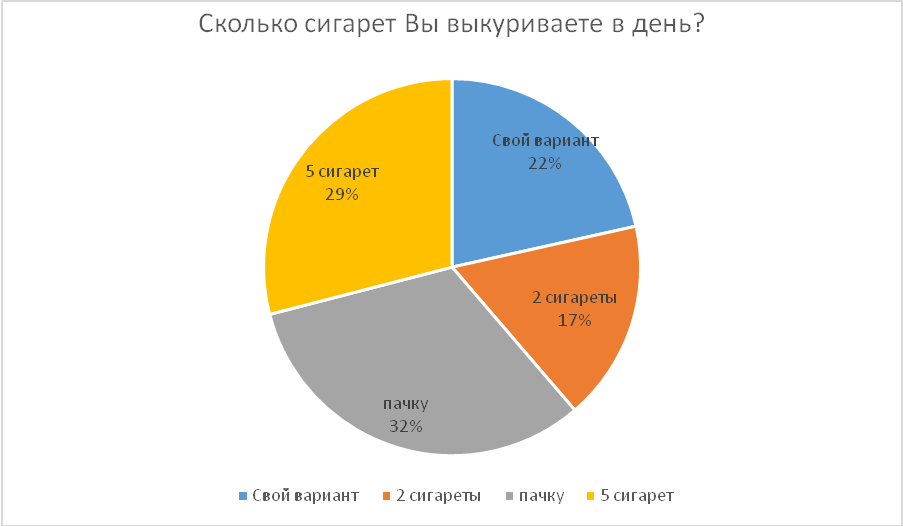 Сколько сигарет Вы выкуриваете в день?
Свой вариант
22%
5 сигарет
29%
2 сигареты
17%
пачку
32%
Свой вариант 2 сигареты пачку 5 сигарет